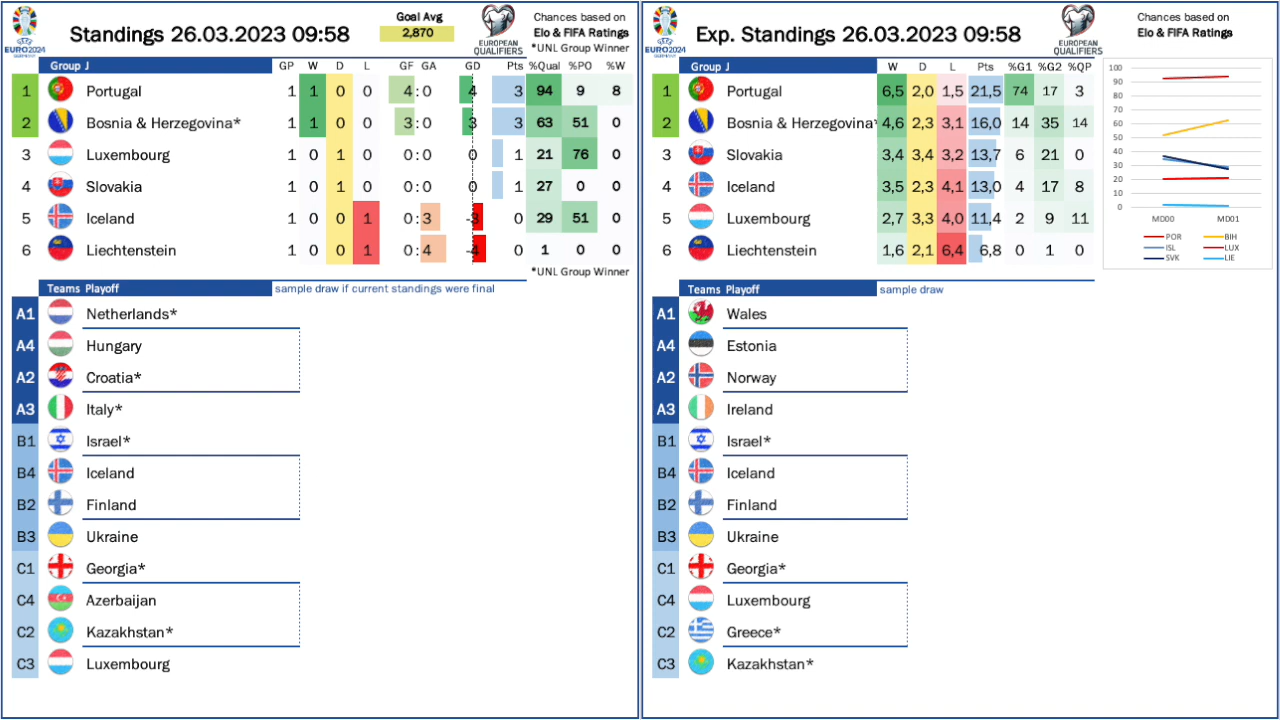 EURO2024
GERMANY
Standings 26.03.2023 09:58
Goal Avg
2,870
EUROPEAN
QUALIFIERS
Chances based on
Elo & FIFA Ratings
*UNL Group Winner
Group J GP W D L GF GA GD Pts %Qual %PO %W
1 Portugal 1 1 0 0 4:0 4 3 94 9 8
2 Bosnia & Herzegovina* 1 1 0 0 3:0 3 3 63 51 0
3 Luxembourg 1 0 1 0 0:0 0 1 21 76 0
4 Slovakia 1 0 1 0 0:0 0 1 27 0 0
5 Iceland 1 0 0 1 0:3 -3 0 29 51 0
6 Liechtenstein 1 0 0 1 0:4 -4 0 1 0 0
*UNL Group Winner
Teams Playoff sample draw if current standings were final
A1 Netherlands*
A4 Hungary
A2 Croatia*
A3 Italy*
B1 Israel*
B4 Iceland
B2 Finland
B3 Ukraine
C1 Georgia*
C4 Azerbaijan
C2 Kazakhstan*
C3 Luxembourg
EURO2024
GERMANY
Exp. Standings 26.03.2023 09:58
EUROPEAN
QUALIFIERS
Chances based on
Elo & FIFA Ratings
Group J W D L Pts %G1 %G2 %QP
1 Portugal 6,5 2,0 1,5 21,5 74 17 3
2 Bosnia & Herzegovina* 4,6 2,3 3,1 16,0 14 35 14
3 Slovakia 3,4 3,4 3,2 13,7 6 21 0
4 Iceland 3,5 2,3 4,1 13,0 4 17 8
5 Luxembourg 2,7 3,3 4,0 11,4 2 9 11
6 Liechtenstein 1,6 2,1 6,4 6,8 0 1 0
100
90
80
70
60
50
40
30
20
10
0
MD00 MD01
POR BIH
ISL LUX
SVK LIE
Teams Playoff sample draw
A1 Wales
A4 Estonia
A2 Norway
A3 Ireland
B1 Israel*
B4 Iceland
B2 Finland
B3 Ukraine
C1 Georgia*
C4 Luxembourg
C2 Greece*
C3 Kazakhstan*